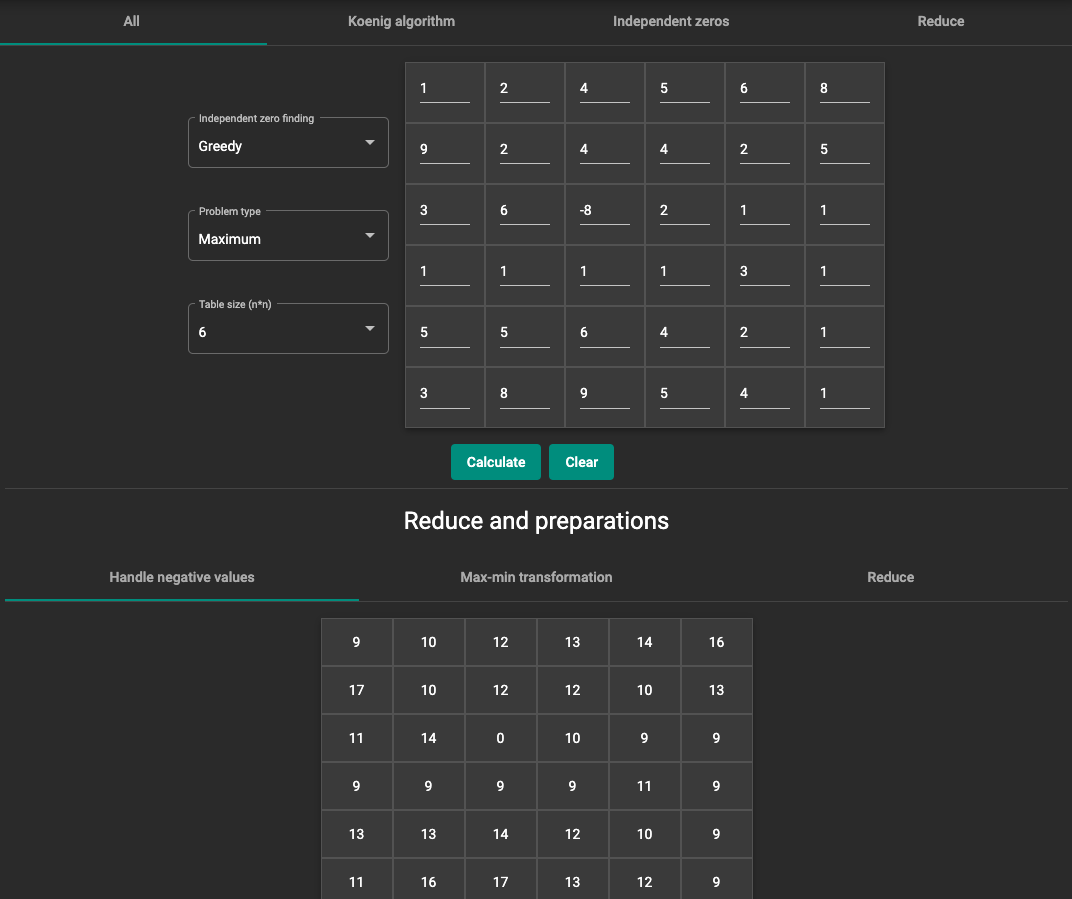 All Koenig algorithm Independent zeros Reduce
Independent zero finding
Greedy
Problem type
Maximum
Table size (n*n)
6
1 2 4 5 6 8
9 2 4 4 2 5
3 6 -8 2 1 1
1 1 1 1 3 1
5 5 6 4 2 1
3 8 9 5 4 1
Calculate Clear
Reduce and preparations
Handle negative values Max-min transformation Reduce
9 10 12 13 14 16
17 10 12 12 10 13
11 14 0 10 9 9
9 9 9 9 11 9
13 13 14 12 10 9
11 16 17 13 12 9